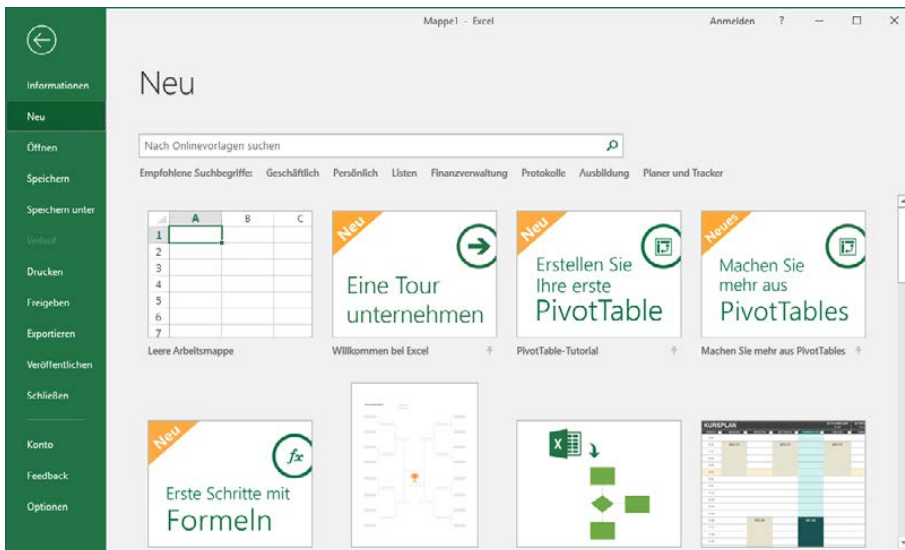 Mappe1 - Excel
Anmelden ?
Informationen
Neu
Öffnen
Speichern
Speichern unter
Verlauf
Drucken
Freigeben
Exportieren
Veröffentlichen
Schließen
Konto
Feedback
Optionen
Neu
Nach Onlinevorlagen suchen
Empfohlene Suchbegriffe: Geschäftlich Persönlich Listen Finanzverwaltung Protokolle Ausbildung Planer und Tracker
A B C
1
2
3
4
5
6
7
Leere Arbeitsmappe
Neu
Eine Tour
unternehmen
Willkommen bei Excel
Neu
Erstellen Sie
Ihre erste
PivotTable
PivotTable-Tutorial
Neues
Machen Sie
mehr aus
PivotTables
Machen Sie mehr aus PivotTables
Neu
fx
Erste Schritte mit
Formeln
X
KURSPLAN